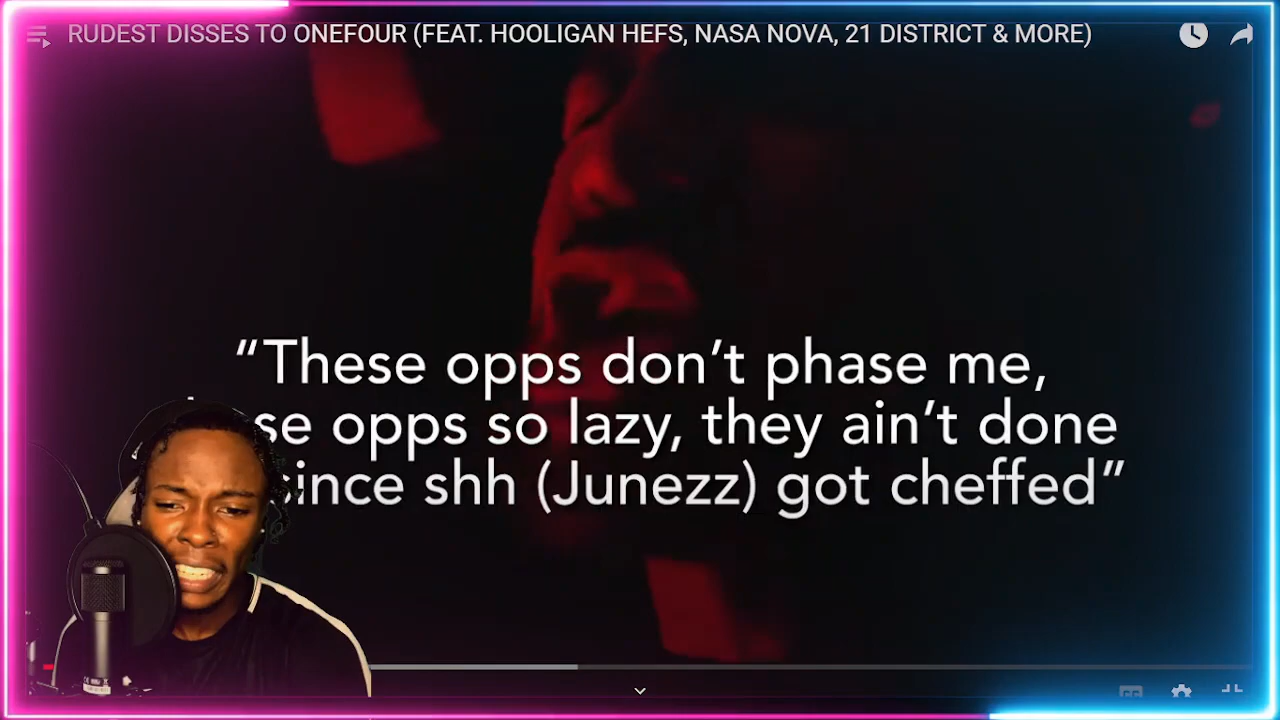 RUDEST DISSES TO ONEFOUR (FEAT. HOOLIGAN HEFS, NASA NOVA, 21 DISTRICT & MORE)
“These opps don’t phase me,
opps so lazy, they ain’t done
since shh (Junezz) got cheffed”